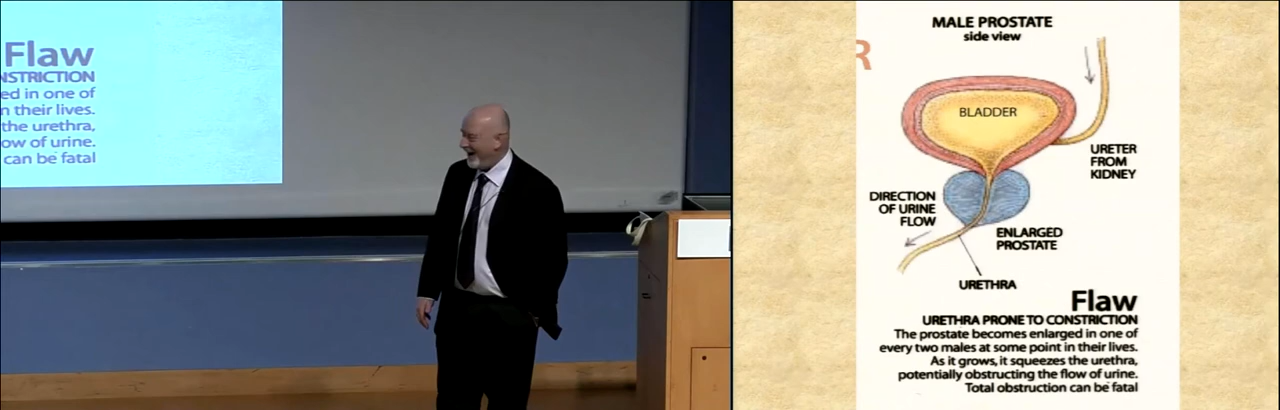 Flaw
NSTRICTION
ed in one of
n their lives.
the urethra,
ow of urine.
can be fatal
R
MALE PROSTATE
side view
BLADDER
URETER
FROM
KIDNEY
DIRECTION
OF URINE
FLOW
ENLARGED
PROSTATE
URETHRA
Flaw
URETHRA PRONE TO CONSTRICTION
The prostate becomes enlarged in one of
every two males at some point in their lives.
As it grows, it squeezes the urethra,
potentially obstructing the flow of urine.
Total obstruction can be fatal